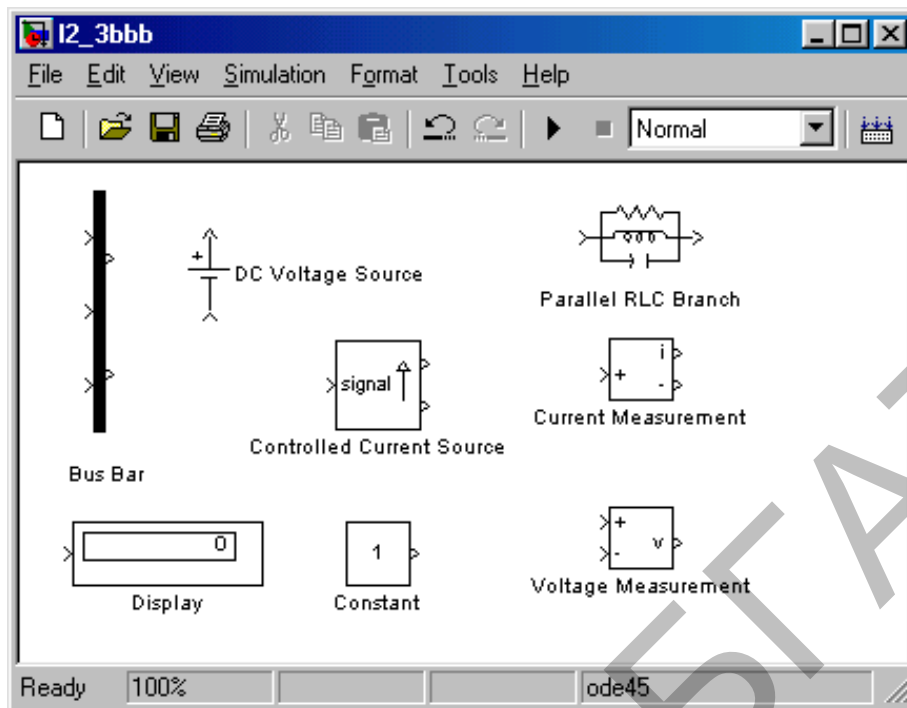 l2_3bbb
File Edit View Simulation Format Tools Help
Normal
+
DC Voltage Source
Parallel RLC Branch
signal
Controlled Current Source
i
+
-
Current Measurement
Bus Bar
0
Display
1
Constant
+
-
v
Voltage Measurement
БГАТ
Ready 100% ode45